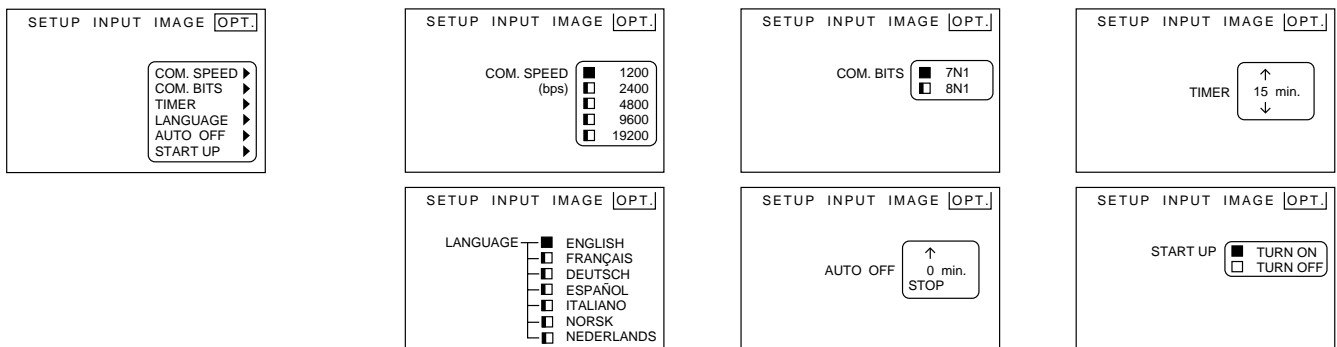 SETUP INPUT IMAGE OPT.
COM. SPEED
COM. BITS
TIMER
LANGUAGE
AUTO OFF
START UP
SETUP INPUT IMAGE OPT.
COM. SPEED
(bps)
1200
2400
4800
9600
19200
SETUP INPUT IMAGE OPT.
COM. BITS
7N1
8N1
SETUP INPUT IMAGE OPT.
TIMER
↑
15 min.
↓
SETUP INPUT IMAGE OPT.
LANGUAGE
ENGLISH
FRANÇAIS
DEUTSCH
ESPAÑOL
ITALIANO
NORSK
NEDERLANDS
SETUP INPUT IMAGE OPT.
AUTO OFF
↑
0 min.
STOP
SETUP INPUT IMAGE OPT.
START UP
TURN ON
TURN OFF